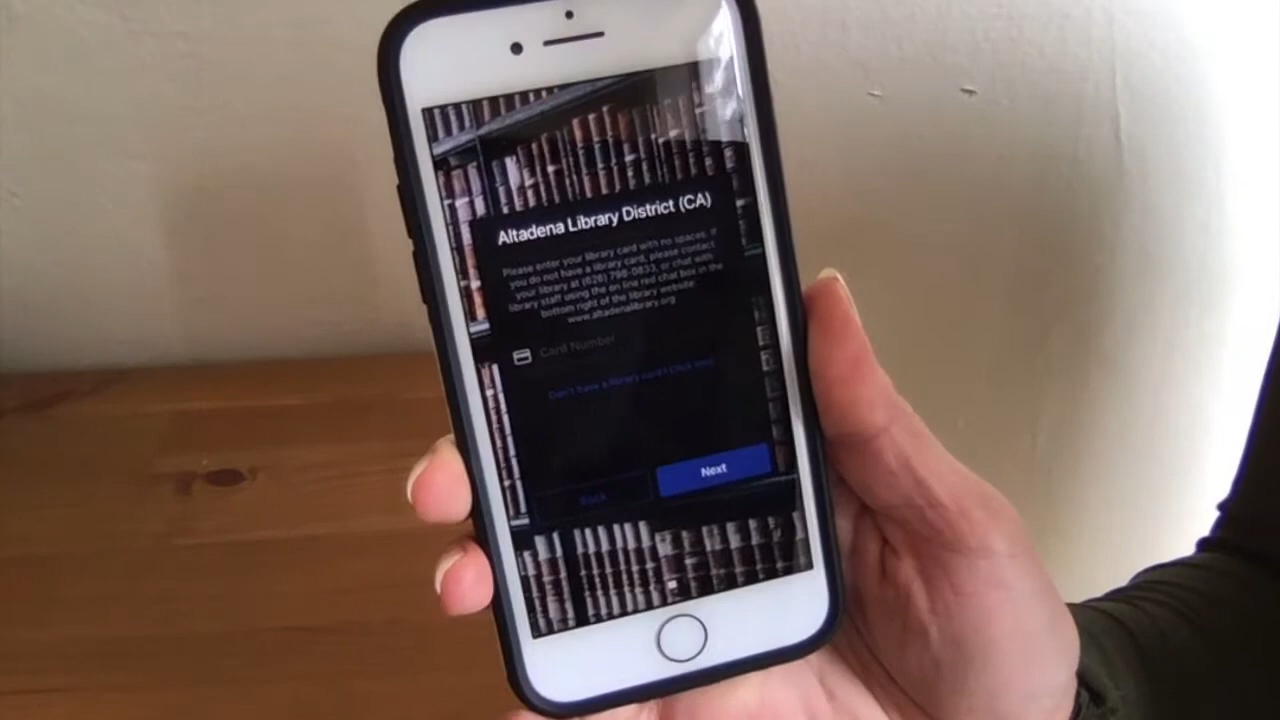 Altadena Library District (CA)
Please enter your library card with no spaces. If
you do not have a library card, please contact
your library at (626) 798-0833, or chat with
library staff using the on line red chat box in the
bottom right of the library website:
www.altadenalibrary.org
Card Number
Don't have a library card? Click here
Back
Next